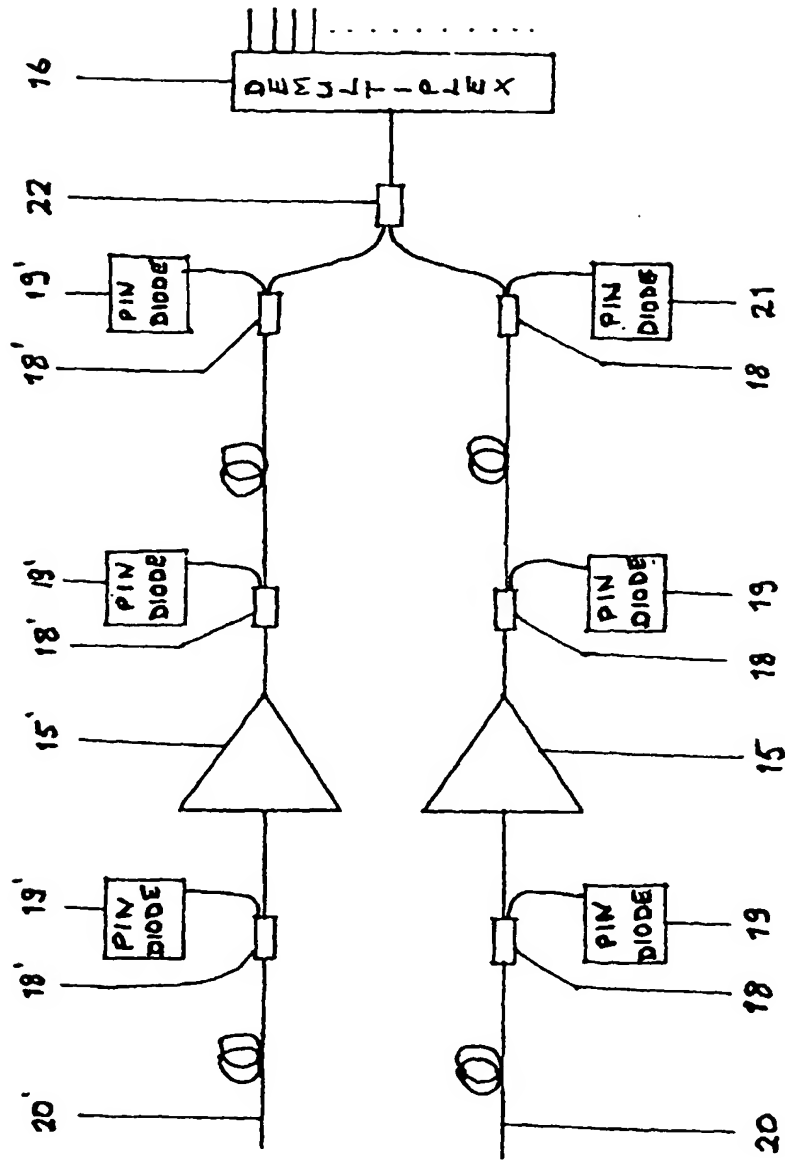 16
22
19'
18'
19'
18'
15'
19'
18'
20'
DEMULTIPLEX
PIN
DIODE
PIN
DIODE
PIN
DIODE
PIN
DIODE
PIN
DIODE
PIN
DIODE
21
18
19
18
15
19
18
20